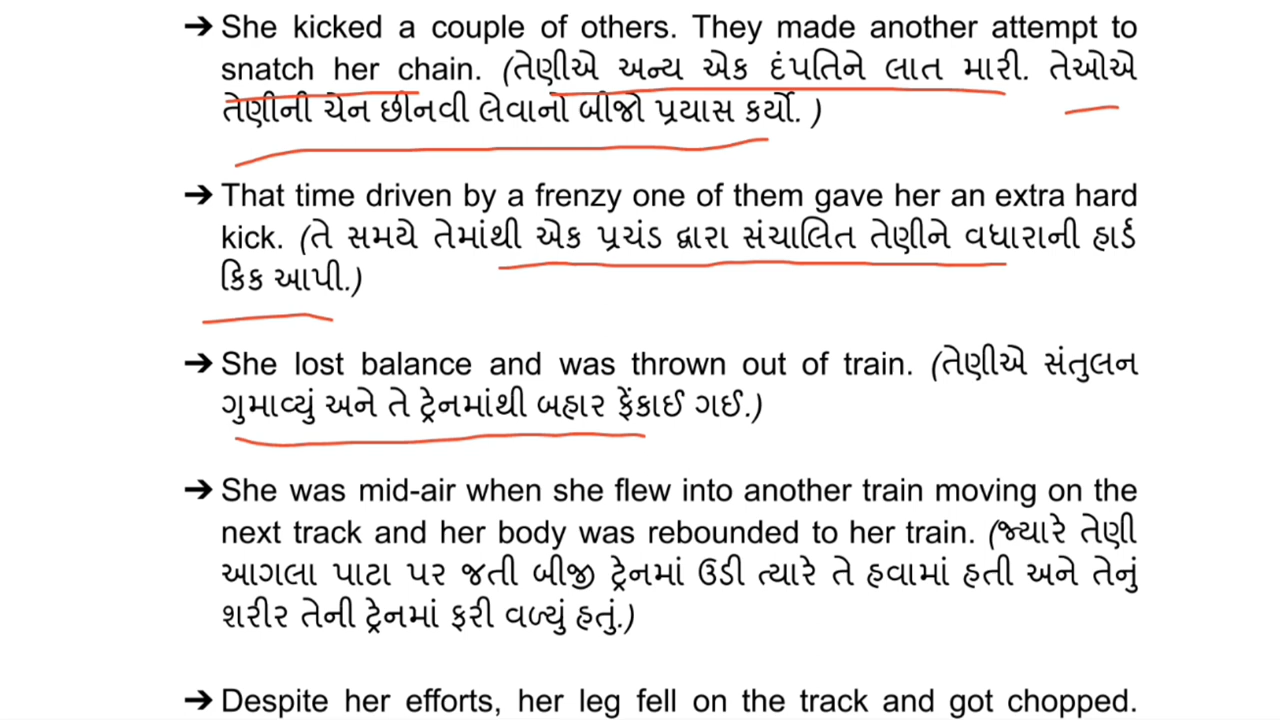 ➔ She kicked a couple of others. They made another attempt to
snatch her chain. (તેણીએ અન્ય એક દંપતિને લાત મારી. તેઓએ
તેણીની ચેન છીનવી લેવાનો બીજો પ્રયાસ કર્યો. )
➔ That time driven by a frenzy one of them gave her an extra hard
kick. (તે સમયે તેમાંથી એક પ્રચંડ દ્વારા સંચાલિત તેણીને વધારાની હાર્ડ
કિક આપી.)
➔ She lost balance and was thrown out of train. (તેણીએ સંતુલન
ગુમાવ્યું અને તે ટ્રેનમાંથી બહાર ફેંકાઈ ગઈ.)
➔ She was mid-air when she flew into another train moving on the
next track and her body was rebounded to her train. (જ્યારે તેણી
આગલા પાટા પર જતી બીજી ટ્રેનમાં ઉડી ત્યારે તે હવામાં હતી અને તેનું
શરીર તેની ટ્રેનમાં ફરી વળ્યું હતું.)
➔ Despite her efforts, her leg fell on the track and got chopped.